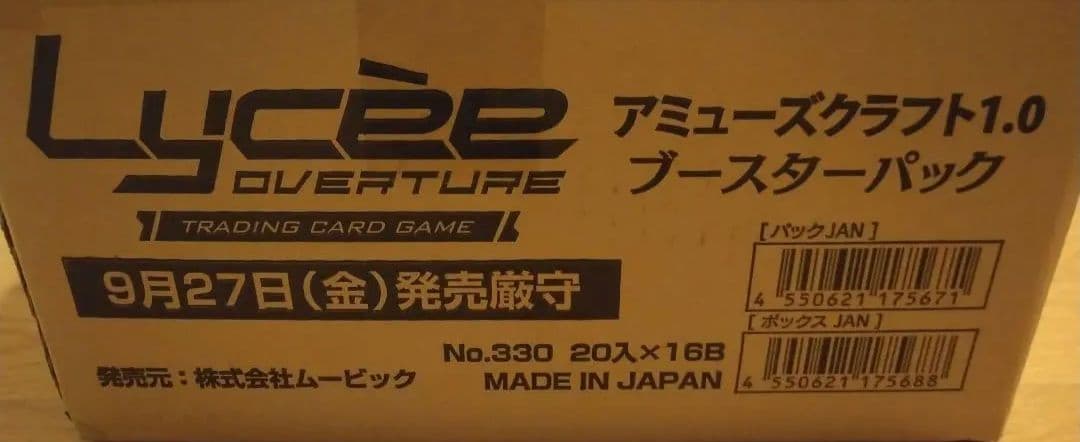 Lycèe
OVERTURE
TRADING CARD GAME
アミューズクラフト1.0
ブースターパック
9月27日(金)発売厳守
[パックJAN]
4 550621 175671
[ボックス JAN]
4 550621 175688
No.330 20入×16B
発売元:株式会社ムービック
MADE IN JAPAN